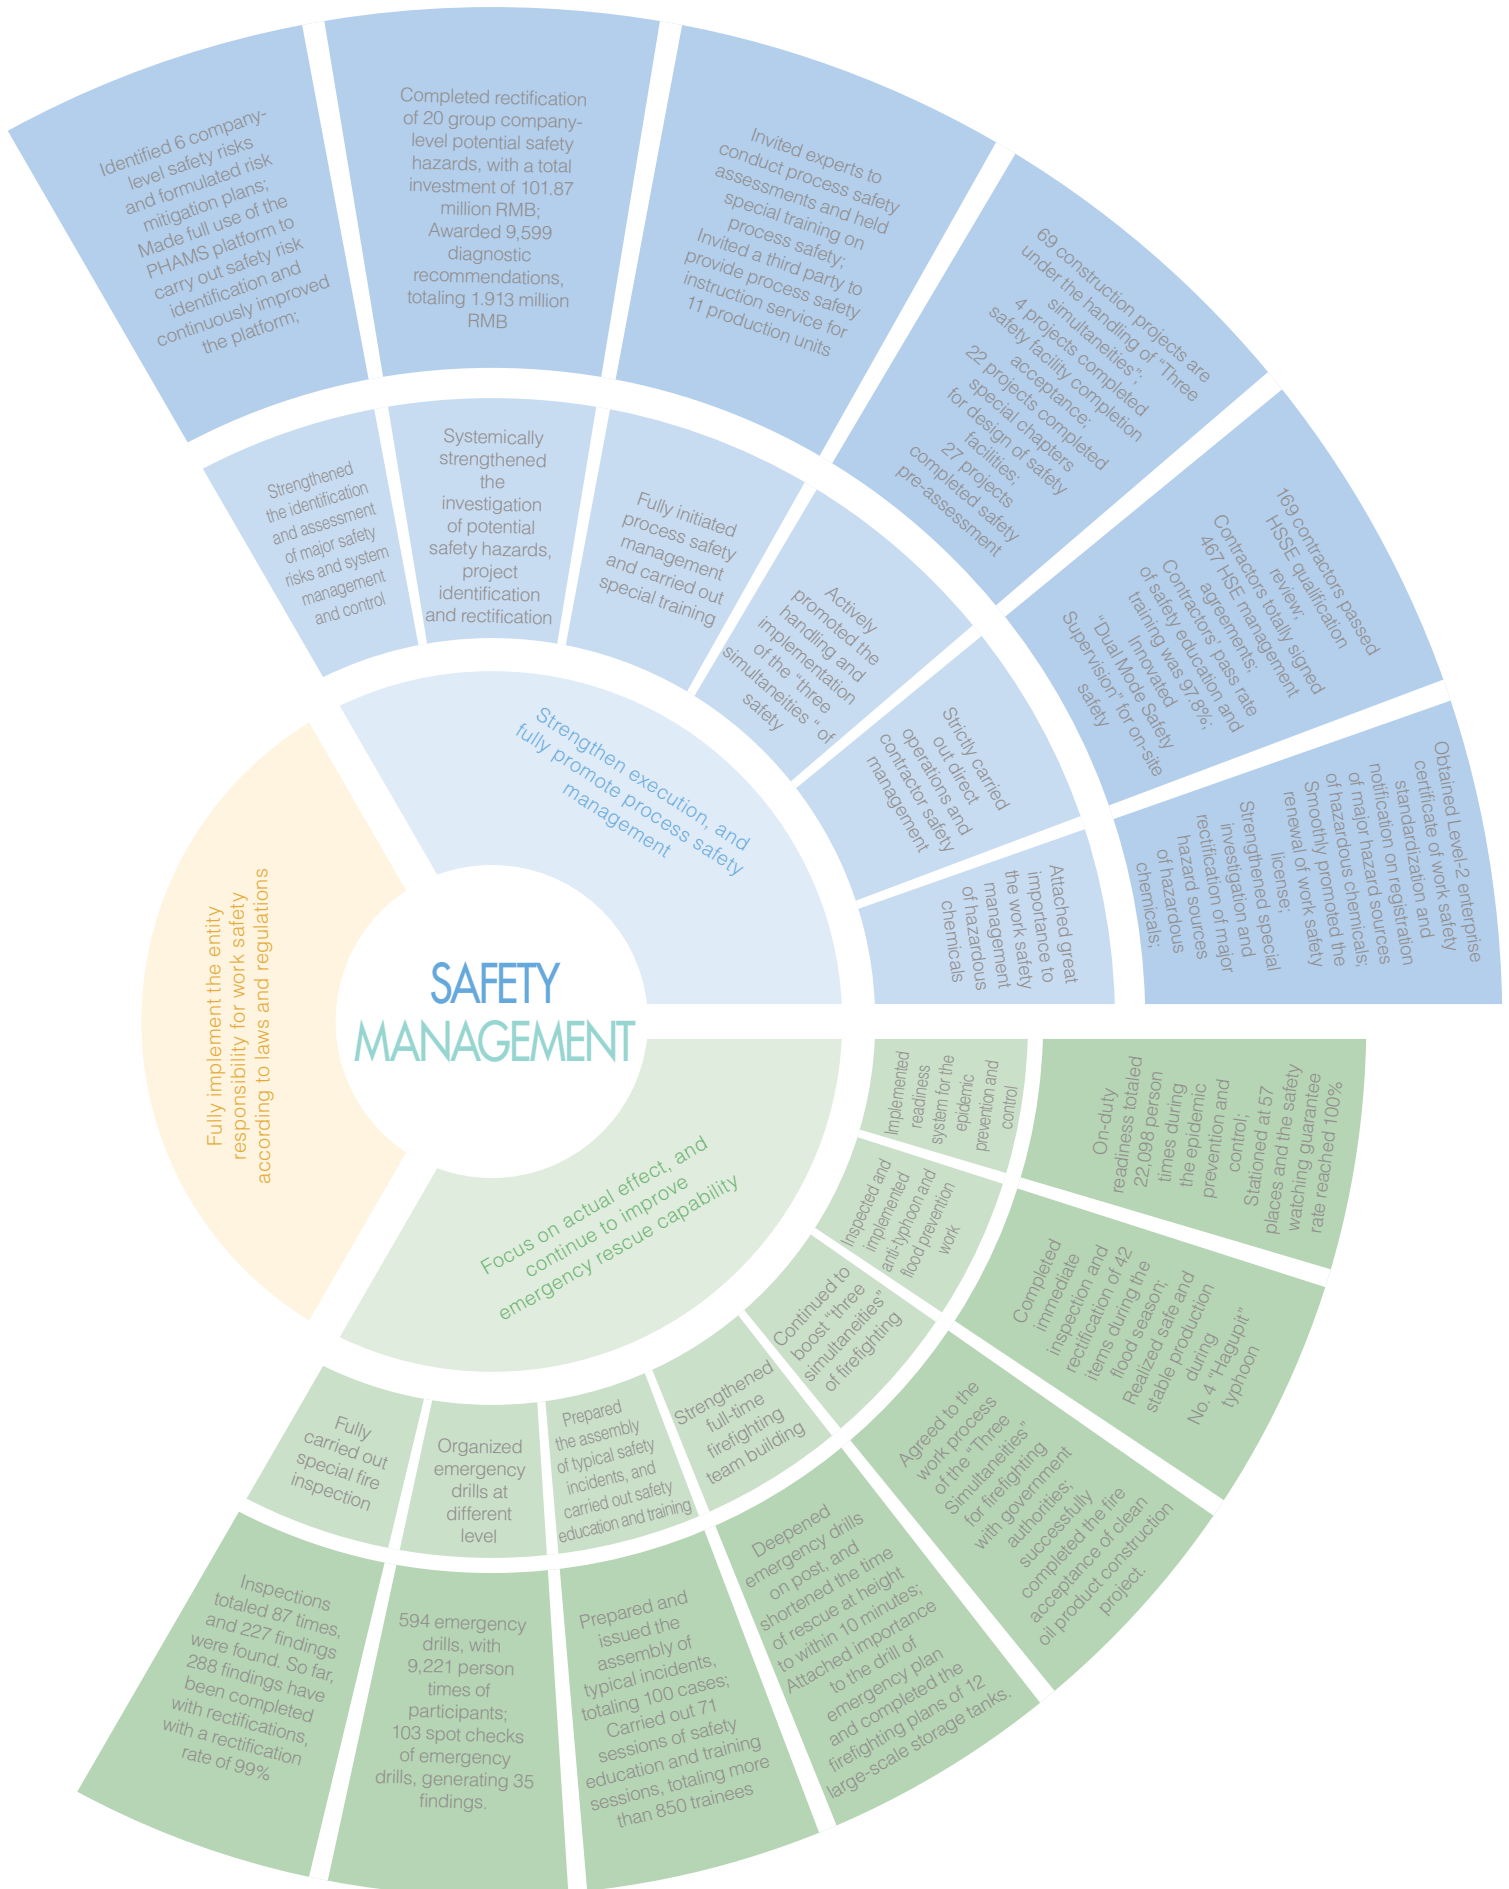 Identified 6 company-
level safety risks
and formulated risk
mitigation plans;
Made full use of the
PHAMS platform to
carry out safety risk
identification and
continuously improved
the platform;
Completed rectification
of 20 group company-
level potential safety
hazards, with a total
investment of 101.87
million RMB;
Awarded 9,599
diagnostic
recommendations,
totaling 1.913 million
RMB
Invited experts to
conduct process safety
assessments and held
special training on
process safety;
Invited a third party to
provide process safety
instruction service for
11 production units
69 construction projects are
under the handling of “Three
simultaneities”;
4 projects completed
safety facility completion
acceptance;
22 projects completed
special chapters
for design of safety
facilities;
27 projects
completed safety
pre-assessment
169 contractors passed
HSSE qualification
review;
Contractors totally signed
467 HSE management
agreements;
Contractors pass rate
of safety education and
training was 97.8%;
Innovated
“Dual Mode Safety
Supervision” for on-site
safety
Obtained Level-2 enterprise
certificate of work safety
standardization and
notification on registration
of major hazard sources
of hazardous chemicals;
Smoothly promoted the
renewal of work safety
license;
Strengthened special
investigation and
rectification of major
hazard sources
of hazardous
chemicals;
Strengthened
the identification
and assessment
of major safety
risks and system
management
and control
Systemically
strengthened
the
investigation
of potential
safety hazards,
project
identification
and rectification
Fully initiated
process safety
management
and carried out
special training
Actively
promoted the
handling and
implementation
of the “three
simultaneities “ of
safety
Strictly carried
out direct
operations and
contractor safety
management
Attached great
importance to
the work safety
management
of hazardous
chemicals
Strengthen execution, and
fully promote process safety
management
Fully implement the entity
responsibility for work safety
according to laws and regulations
SAFETY
MANAGEMENT
Focus on actual effect, and
continue to improve
emergency rescue capability
Implemented
readiness
system for the
epidemic
prevention and
control
Inspected and
implemented
anti-typhoon and
flood prevention
work
Continued to
boost “three
simultaneities”
of firefighting
Strengthened
full-time
firefighting
team building
Prepared
the assembly
of typical safety
incidents, and
carried out safety
education and training
Organized
emergency
drills at
different
level
Fully
carried out
special fire
inspection
On-duty
readiness totaled
22,098 person
times during
the epidemic
prevention and
control;
Stationed at 57
places and the safety
watching guarantee
rate reached 100%
Completed
immediate
inspection and
rectification of 42
items during the
flood season;
Realized safe and
stable production
during
No. 4 “Hagupit”
typhoon
Agreed to the
work process
of the “Three
Simultaneities”
for firefighting
with government
authorities;
successfully
completed the fire
acceptance of clean
oil product construction
project.
Deepened
emergency drills
on post, and
shortened the time
of rescue at height
to within 10 minutes;
Attached importance
to the drill of
emergency plan
and completed the
firefighting plans of 12
large-scale storage tanks.
Prepared and
issued the
assembly of
typical incidents,
totaling 100 cases;
Carried out 71
sessions of safety
education and training
sessions, totaling more
than 850 trainees
594 emergency
drills, with
9,221 person
times of
participants;
103 spot checks
of emergency
drills, generating 35
findings.
Inspections
totaled 87 times,
and 227 findings
were found. So far,
288 findings have
been completed
with rectifications,
with a rectification
rate of 99%